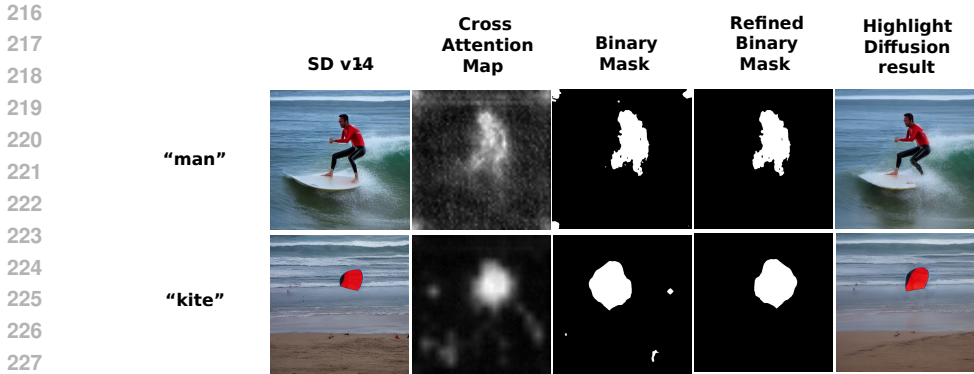 216
217
218
219
220
221
222
223
224
225
226
227
SD v14
Cross
Attention
Map
Binary
Mask
Refined
Binary
Mask
Highlight
Diffusion
result
“man”
“kite”